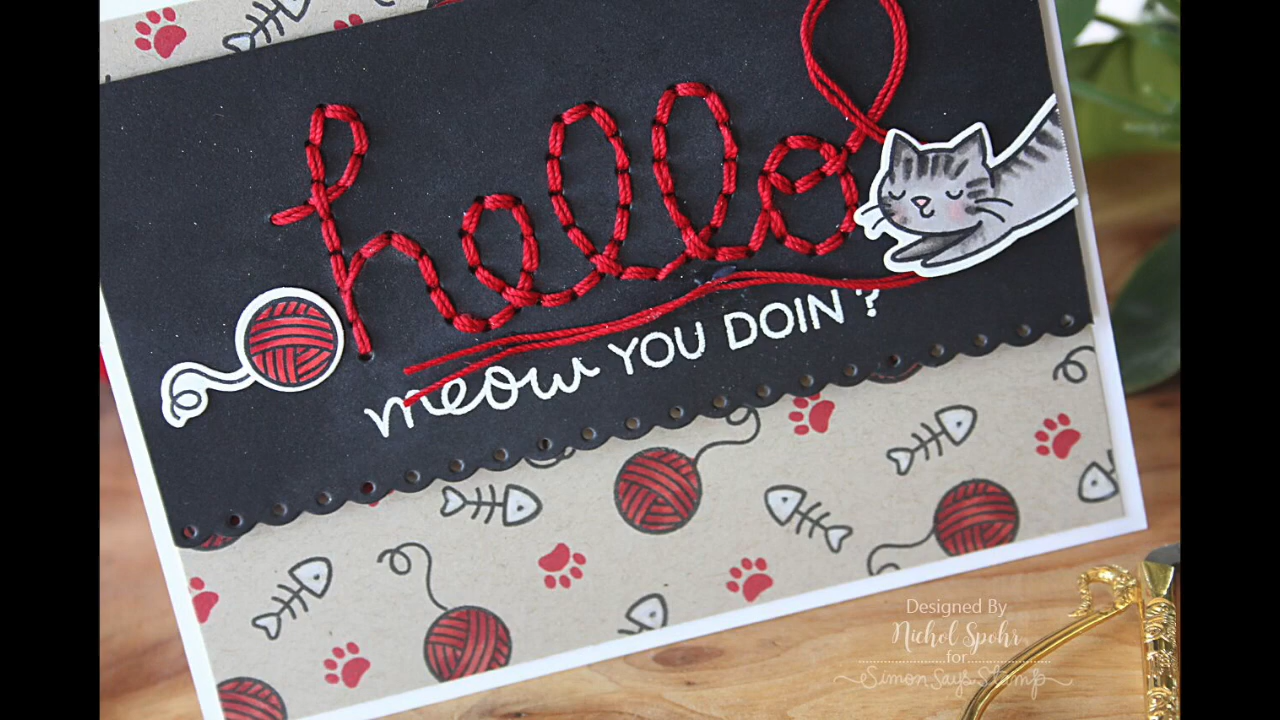 hello
meow YOU DOIN ?
Designed By
Nichol Spohr
for
Simon Says Stamp